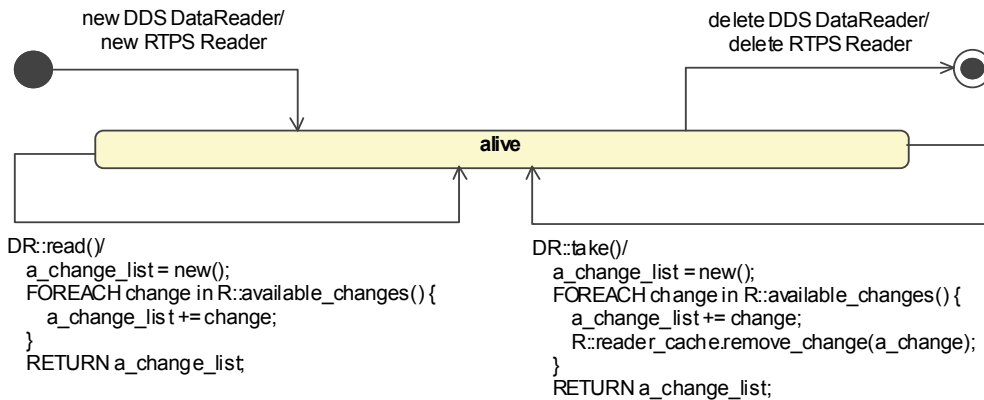 new DDS DataReader/
new RTPS Reader
delete DDS DataReader/
delete RTPS Reader
alive
DR::read()/
a_change_list = new();
FOREACH change in R::available_changes() {
a_change_list += change;
}
RETURN a_change_list;
DR::take()/
a_change_list = new();
FOREACH change in R::available_changes() {
a_change_list += change;
R::reader_cache.remove_change(a_change);
}
RETURN a_change_list;